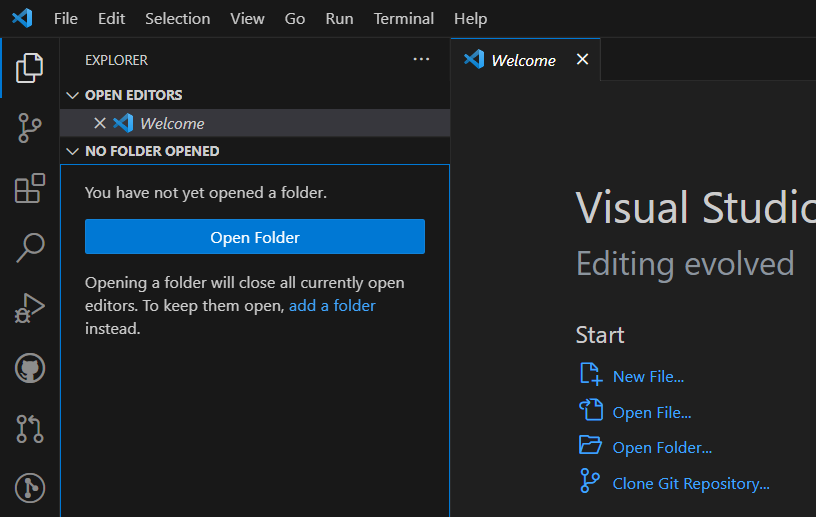 File Edit Selection View Go Run Terminal Help
EXPLORER ...
Welcome
OPEN EDITORS
Welcome
NO FOLDER OPENED
You have not yet opened a folder.
Open Folder
Opening a folder will close all currently open
editors. To keep them open, add a folder
instead.
Visual Studio
Editing evolved
Start
New File...
Open File...
Open Folder...
Clone Git Repository...